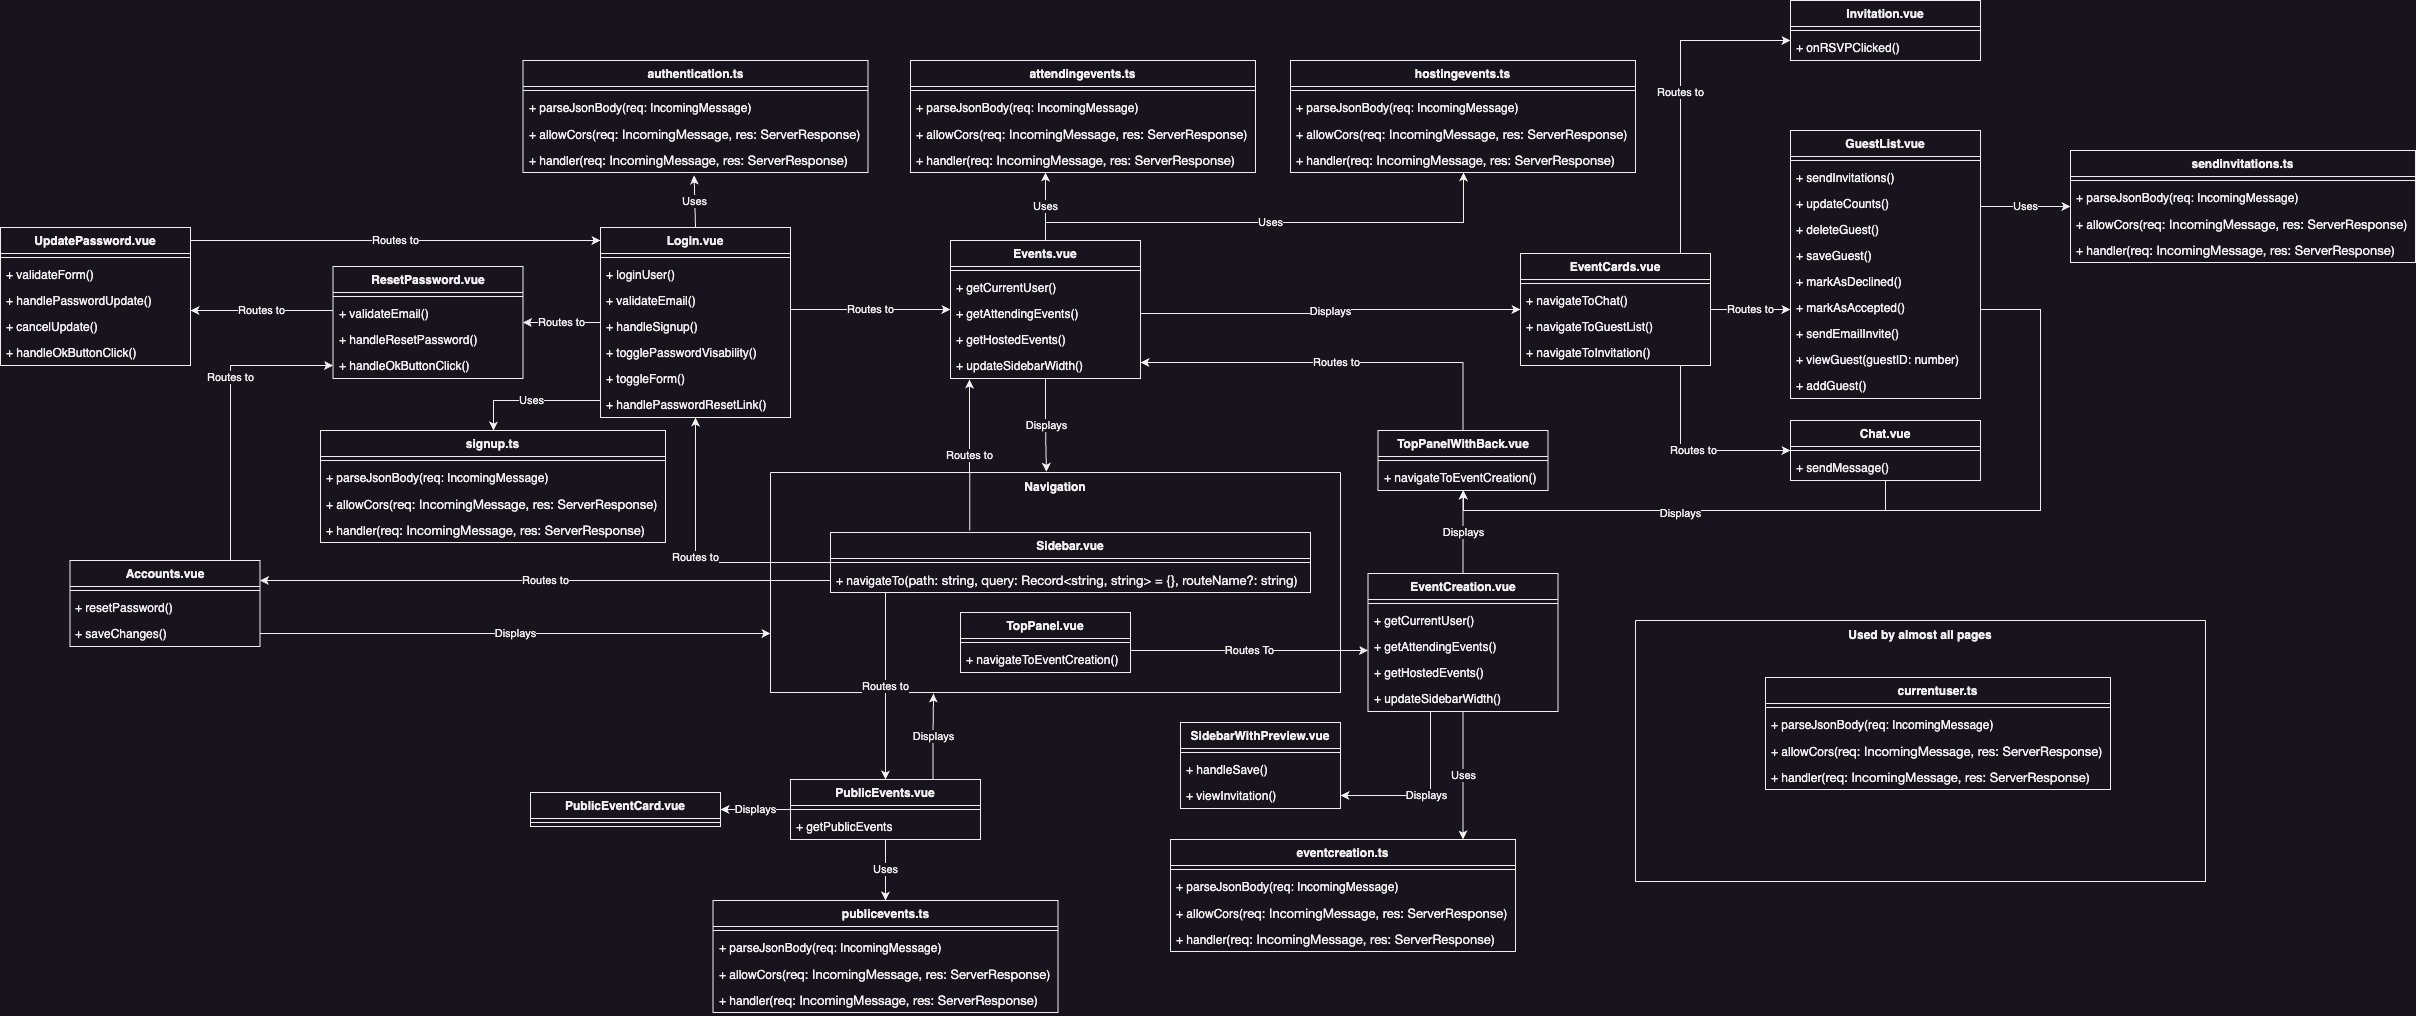 Invitation.vue
+ onRSVPClicked()
Routes to
authentication.ts
+ parseJsonBody(req: IncomingMessage)
+ allowCors(req: IncomingMessage, res: ServerResponse)
+ handler(req: IncomingMessage, res: ServerResponse)
attendingevents.ts
+ parseJsonBody(req: IncomingMessage)
+ allowCors(req: IncomingMessage, res: ServerResponse)
+ handler(req: IncomingMessage, res: ServerResponse)
hostingevents.ts
+ parseJsonBody(req: IncomingMessage)
+ allowCors(req: IncomingMessage, res: ServerResponse)
+ handler(req: IncomingMessage, res: ServerResponse)
GuestList.vue
+ sendInvitations()
+ updateCounts()
+ deleteGuest()
+ saveGuest()
+ markAsDeclined()
+ markAsAccepted()
+ sendEmailInvite()
+ viewGuest(guestID: number)
+ addGuest()
Uses
sendinvitations.ts
+ parseJsonBody(req: IncomingMessage)
+ allowCors(req: IncomingMessage, res: ServerResponse)
+ handler(req: IncomingMessage, res: ServerResponse)
Uses
Uses
Uses
UpdatePassword.vue
+ validateForm()
+ handlePasswordUpdate()
+ cancelUpdate()
+ handleOkButtonClick()
Routes to
Routes to
ResetPassword.vue
+ validateEmail()
+ handleResetPassword()
+ handleOkButtonClick()
Routes to
Login.vue
+ loginUser()
+ validateEmail()
+ handleSignup()
+ togglePasswordVisability()
+ toggleForm()
+ handlePasswordResetLink()
Routes to
Events.vue
+ getCurrentUser()
+ getAttendingEvents()
+ getHostedEvents()
+ updateSidebarWidth()
Displays
EventCards.vue
+ navigateToChat()
+ navigateToGuestList()
+ navigateToInvitation()
Routes to
Routes to
Routes to
Uses
Displays
signup.ts
+ parseJsonBody(req: IncomingMessage)
+ allowCors(req: IncomingMessage, res: ServerResponse)
+ handler(req: IncomingMessage, res: ServerResponse)
Routes to
TopPanelWithBack.vue
+ navigateToEventCreation()
Routes to
Chat.vue
+ sendMessage()
Displays
Displays
Navigation
Routes to
Sidebar.vue
+ navigateTo(path: string, query: Record<string, string> = {}, routeName?: string)
Accounts.vue
+ resetPassword()
+ saveChanges()
Routes to
Displays
TopPanel.vue
+ navigateToEventCreation()
Routes To
EventCreation.vue
+ getCurrentUser()
+ getAttendingEvents()
+ getHostedEvents()
+ updateSidebarWidth()
Used by almost all pages
currentuser.ts
+ parseJsonBody(req: IncomingMessage)
+ allowCors(req: IncomingMessage, res: ServerResponse)
+ handler(req: IncomingMessage, res: ServerResponse)
Routes to
Displays
SidebarWithPreview.vue
+ handleSave()
+ viewInvitation()
Displays
Uses
PublicEventCard.vue
Displays
PublicEvents.vue
+ getPublicEvents
Uses
eventcreation.ts
+ parseJsonBody(req: IncomingMessage)
+ allowCors(req: IncomingMessage, res: ServerResponse)
+ handler(req: IncomingMessage, res: ServerResponse)
publicevents.ts
+ parseJsonBody(req: IncomingMessage)
+ allowCors(req: IncomingMessage, res: ServerResponse)
+ handler(req: IncomingMessage, res: ServerResponse)